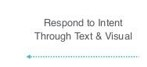 Respond to Intent
Through Text & Visual